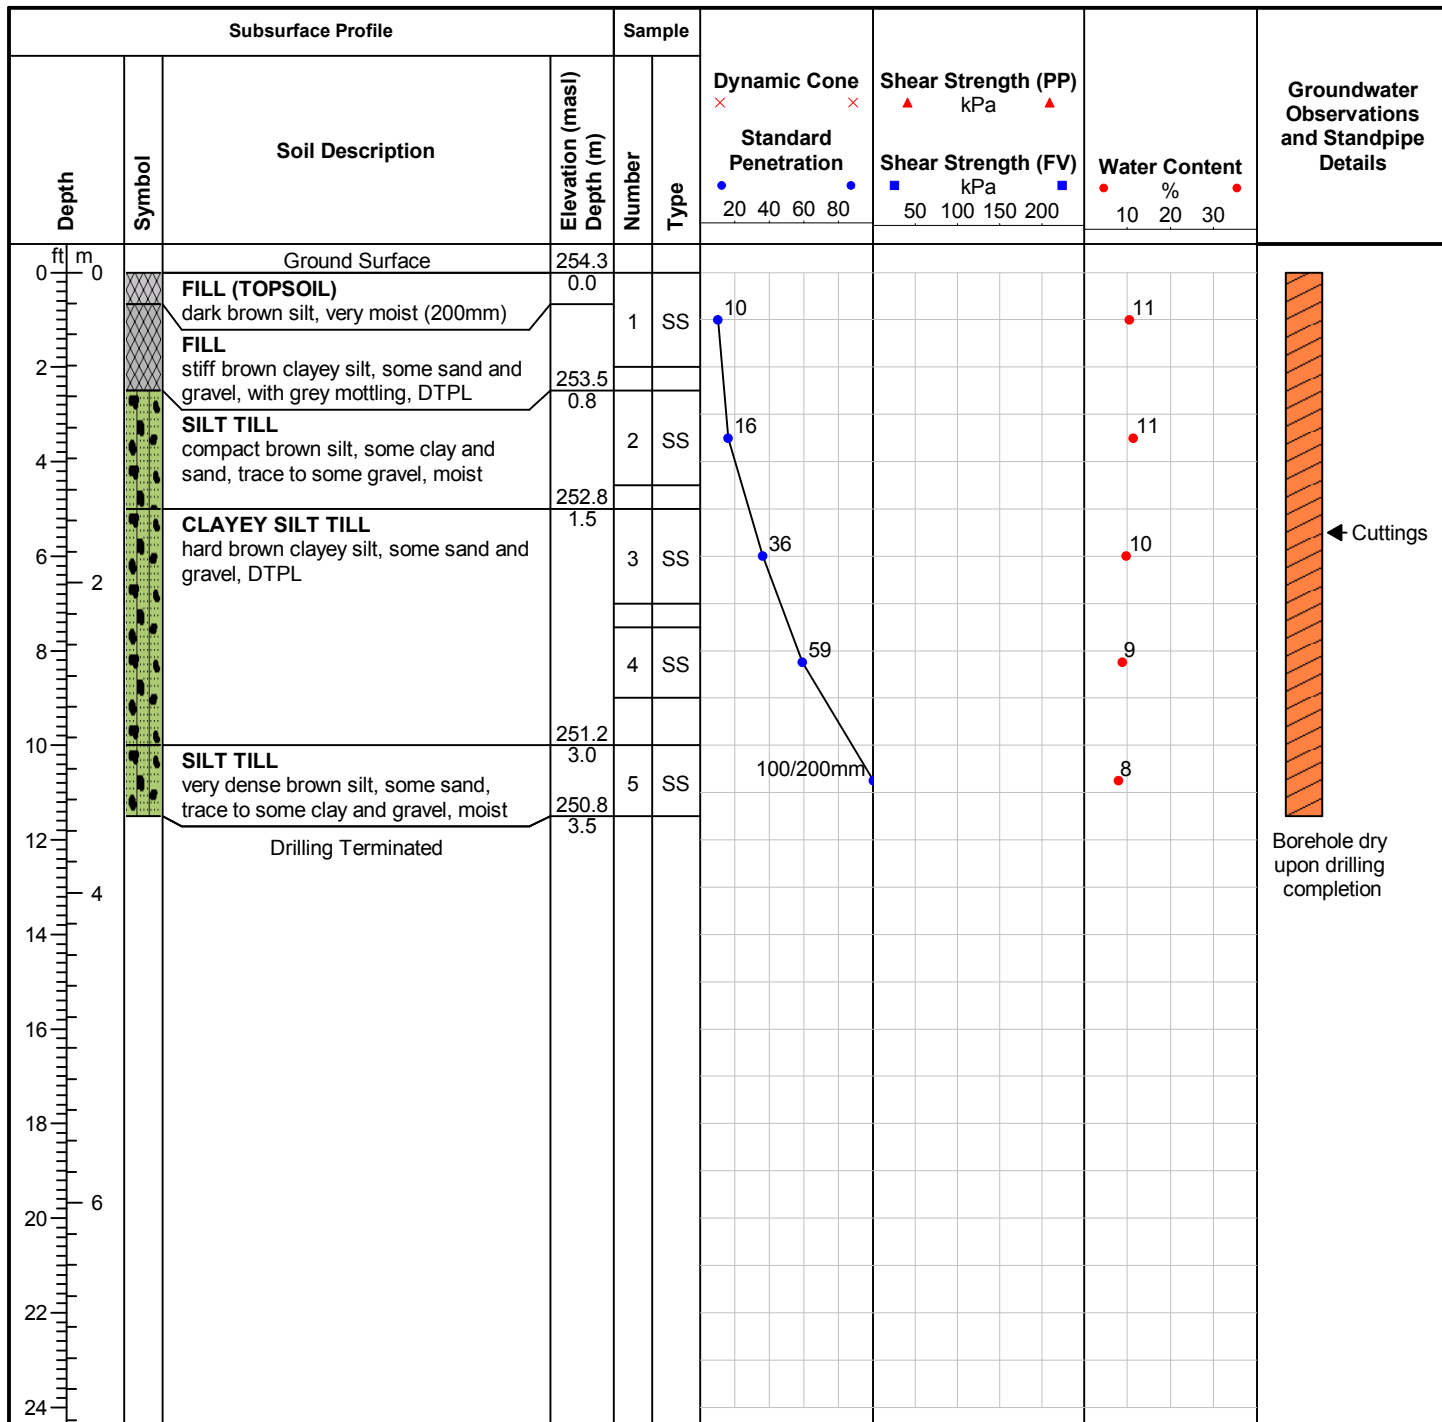 Subsurface Profile
Sample
Depth
Symbol
Soil Description
Elevation (masl)
Depth (m)
Number
Type
Dynamic Cone
Standard
Penetration
20 40 60 80
Shear Strength (PP)
kPa
Shear Strength (FV)
kPa
50 100 150 200
Water Content
%
10 20 30
Groundwater
Observations
and Standpipe
Details
ft m
0 0
2
4
6
2
8
10
12
4
14
16
18
6
20
22
24
Ground Surface
254.3
0.0
FILL (TOPSOIL)
dark brown silt, very moist (200mm)
FILL
stiff brown clayey silt, some sand and
gravel, with grey mottling, DTPL
253.5
0.8
SILT TILL
compact brown silt, some clay and
sand, trace to some gravel, moist
252.8
1.5
CLAYEY SILT TILL
hard brown clayey silt, some sand and
gravel, DTPL
251.2
3.0
SILT TILL
very dense brown silt, some sand,
trace to some clay and gravel, moist
250.8
3.5
Drilling Terminated
1 SS
10
11
2 SS
16
11
3 SS
36
10
4 SS
59
9
5 SS
100/200mm
8
Cuttings
Borehole dry
upon drilling
completion